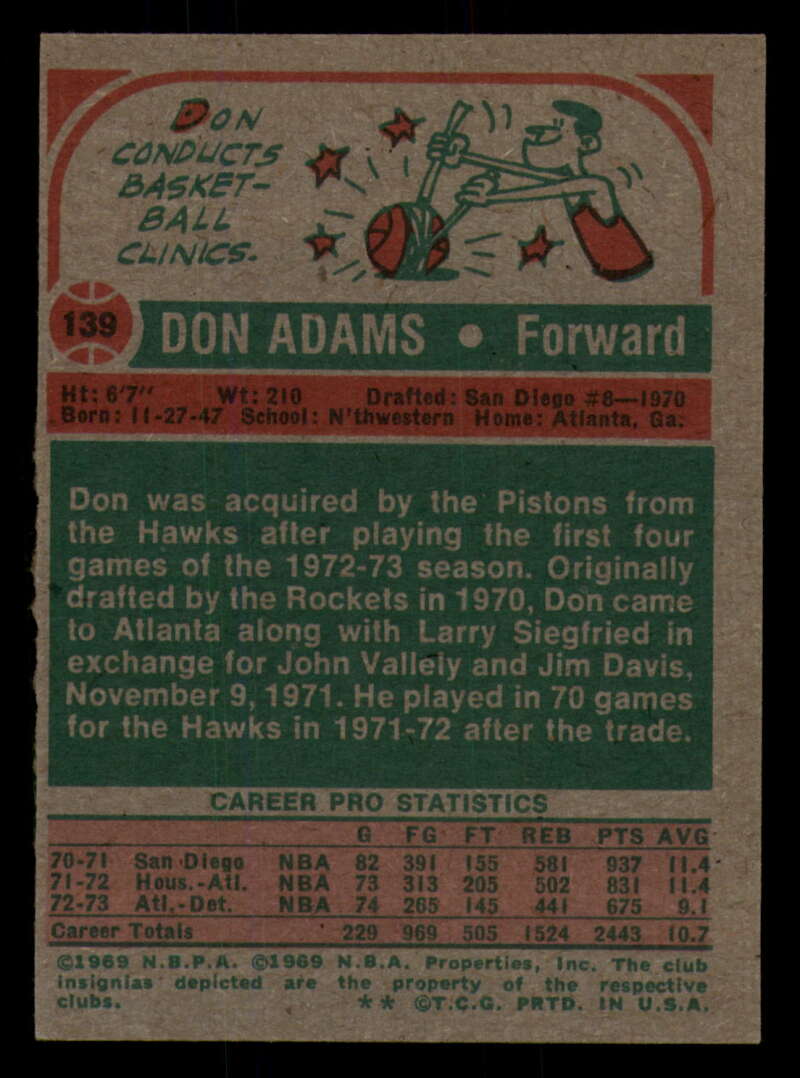 DON
CONDUCTS
BASKET-
BALL
CLINICS.
139
DON ADAMS • Forward
Ht: 6'7" Wt: 210 Drafted: San Diego #8—1970
Born: 11-27-47 School: N'thwestern Home: Atlanta, Ga.
Don was acquired by the Pistons from
the Hawks after playing the first four
games of the 1972-73 season. Originally
drafted by the Rockets in 1970, Don came
to Atlanta along with Larry Siegfried in
exchange for John Vallely and Jim Davis,
November 9, 1971. He played in 70 games
for the Hawks in 1971-72 after the trade.
CAREER PRO STATISTICS
G FG FT REB PTS AVG
70-71 San Diego NBA 82 391 155 581 937 11.4
71-72 Hous.-Atl. NBA 73 313 205 502 831 11.4
72-73 Atl.-Det. NBA 74 265 145 441 675 9.1
Career Totals 229 969 505 1524 2443 10.7
©1969 N.B.P.A. ©1969 N.B.A. Properties, Inc. The club
insignias depicted are the property of the respective
clubs. ** ©T.C.G. PRTD. IN U.S.A.